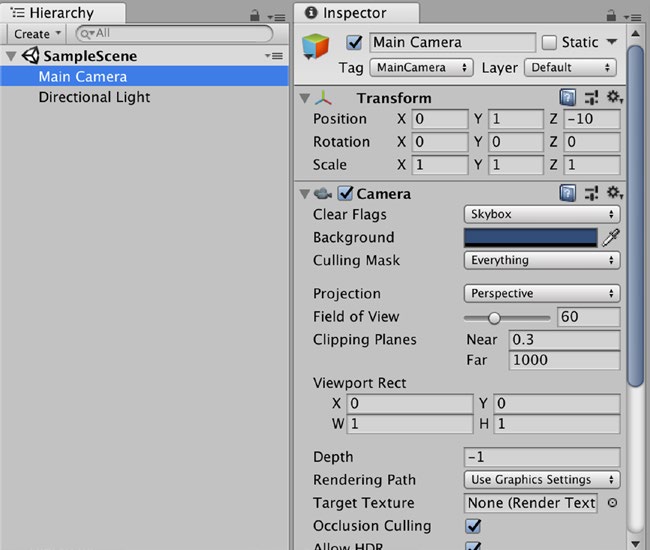 Hierarchy
Create
All
SampleScene
Main Camera
Directional Light
Inspector
Main Camera
Static
Tag MainCamera Layer Default
Transform
Position X 0 Y 1 Z -10
Rotation X 0 Y 0 Z 0
Scale X 1 Y 1 Z 1
Camera
Clear Flags Skybox
Background
Culling Mask Everything
Projection Perspective
Field of View 60
Clipping Planes Near 0.3
Far 1000
Viewport Rect
X 0 Y 0
W 1 H 1
Depth -1
Rendering Path Use Graphics Settings
Target Texture None (Render Text
Occlusion Culling
Allow HDR